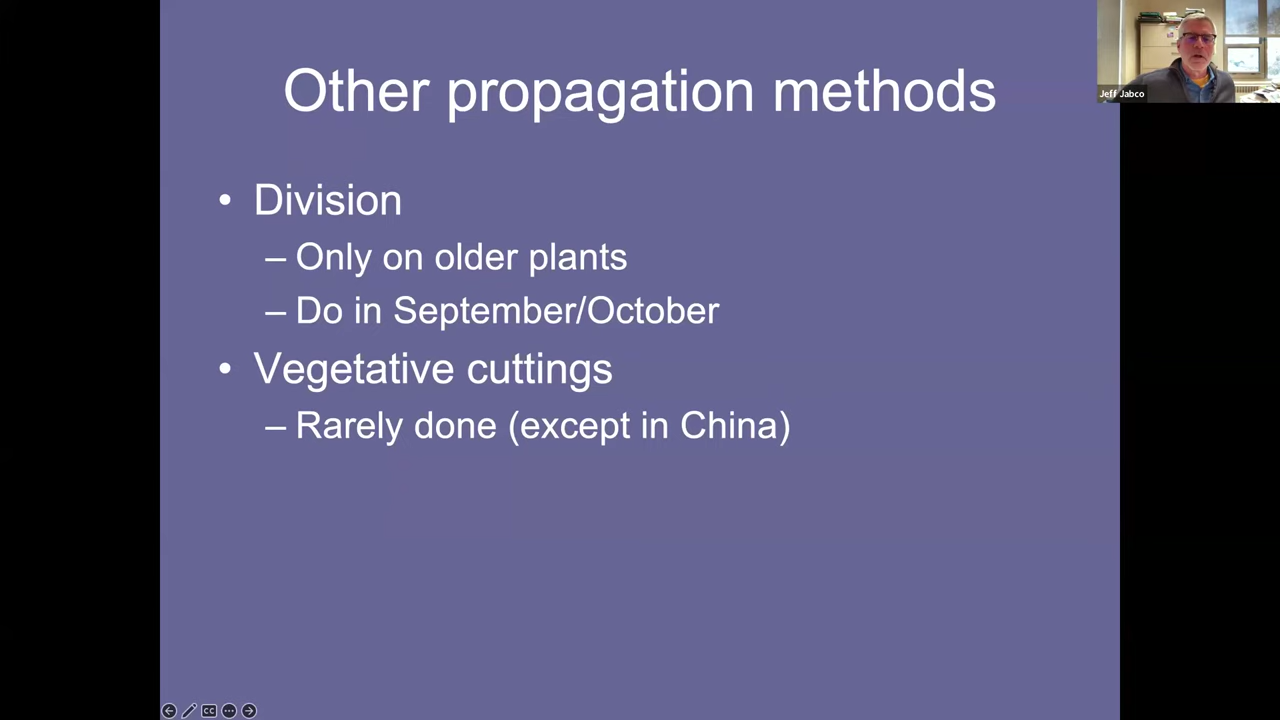 Other propagation methods
Jeff Jabco
• Division
– Only on older plants
– Do in September/October
• Vegetative cuttings
– Rarely done (except in China)
CC